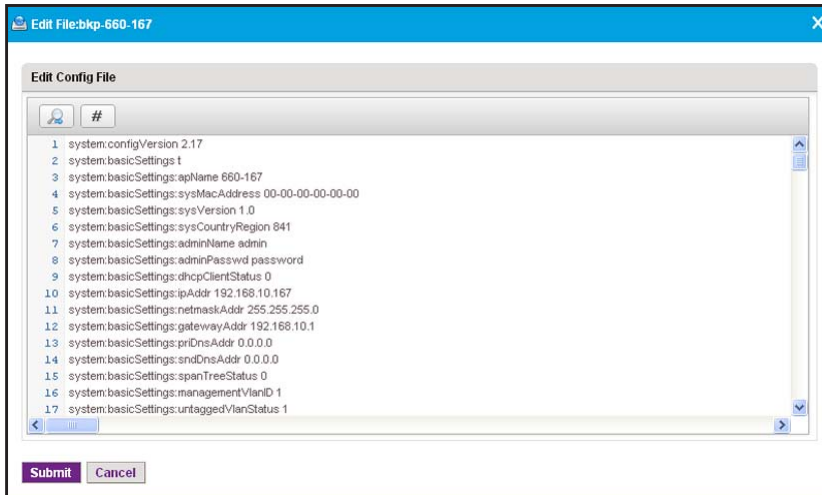 Edit File:bkp-660-167
X
Edit Config File
#
1 system:configVersion 2.17
2 system:basicSettings t
3 system:basicSettings:apName 660-167
4 system:basicSettings:sysMacAddress 00-00-00-00-00-00
5 system:basicSettings:sysVersion 1.0
6 system:basicSettings:sysCountryRegion 841
7 system:basicSettings:adminName admin
8 system:basicSettings:adminPasswd password
9 system:basicSettings:dhcpClientStatus 0
10 system:basicSettings:ipAddr 192.168.10.167
11 system:basicSettings:netmaskAddr 255.255.255.0
12 system:basicSettings:gatewayAddr 192.168.10.1
13 system:basicSettings:priDnsAddr 0.0.0.0
14 system:basicSettings:sndDnsAddr 0.0.0.0
15 system:basicSettings:spanTreeStatus 0
16 system:basicSettings:managementVlanID 1
17 system:basicSettings:untaggedVlanStatus 1
Submit Cancel